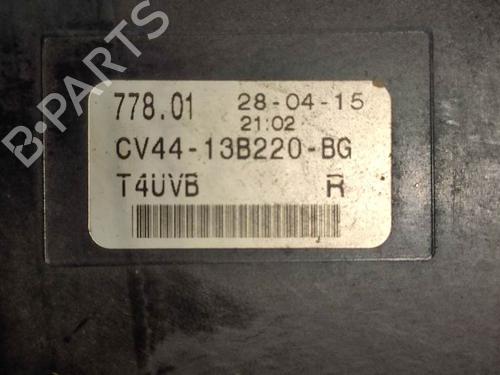 B-PARTS
778.01 28-04-15
21:02
CV44-13B220-BG
T4UVB R